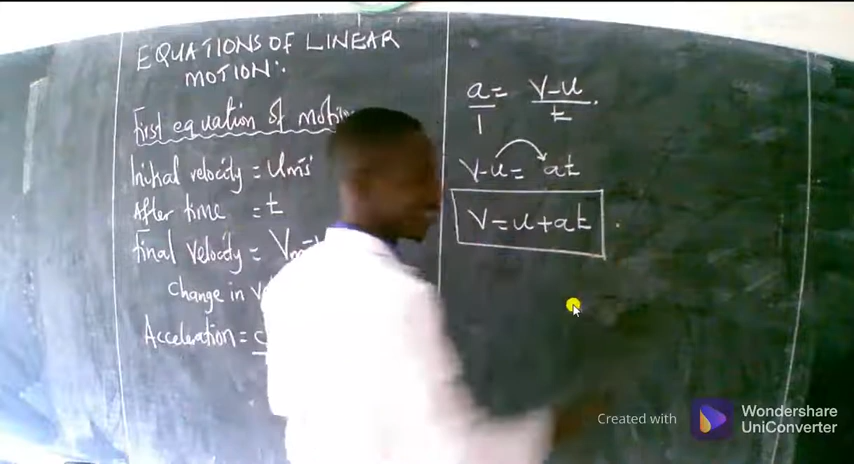 EQUATIONS OF LINEAR
MOTION:
First equation of motion
Initial velocity = Ums⁻¹
After time = t
Final velocity =
Change in
Acceleration =
a = V-u
1 t
V-u = at
V = u+at
Created with Wondershare
UniConverter